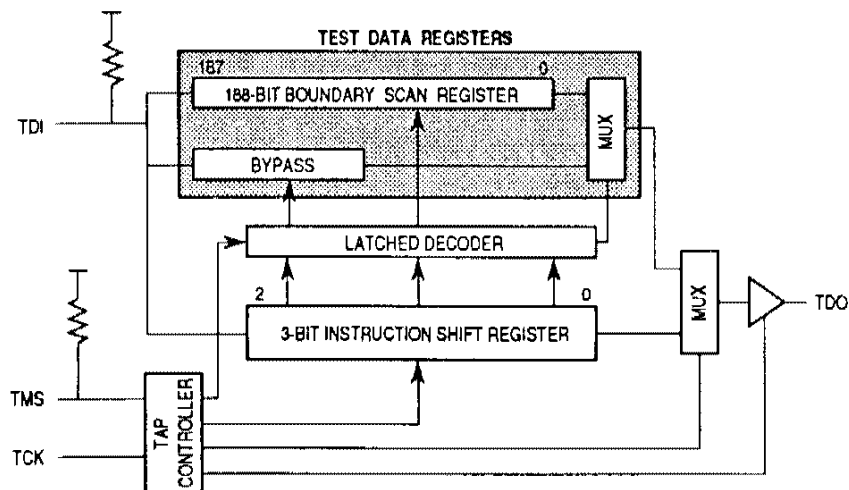 TEST DATA REGISTERS
187
0
188-BIT BOUNDARY SCAN REGISTER
TDI
MUX
BYPASS
LATCHED DECODER
2
0
MUX
TDO
3-BIT INSTRUCTION SHIFT REGISTER
TMS
TAP
CONTROLLER
TCK